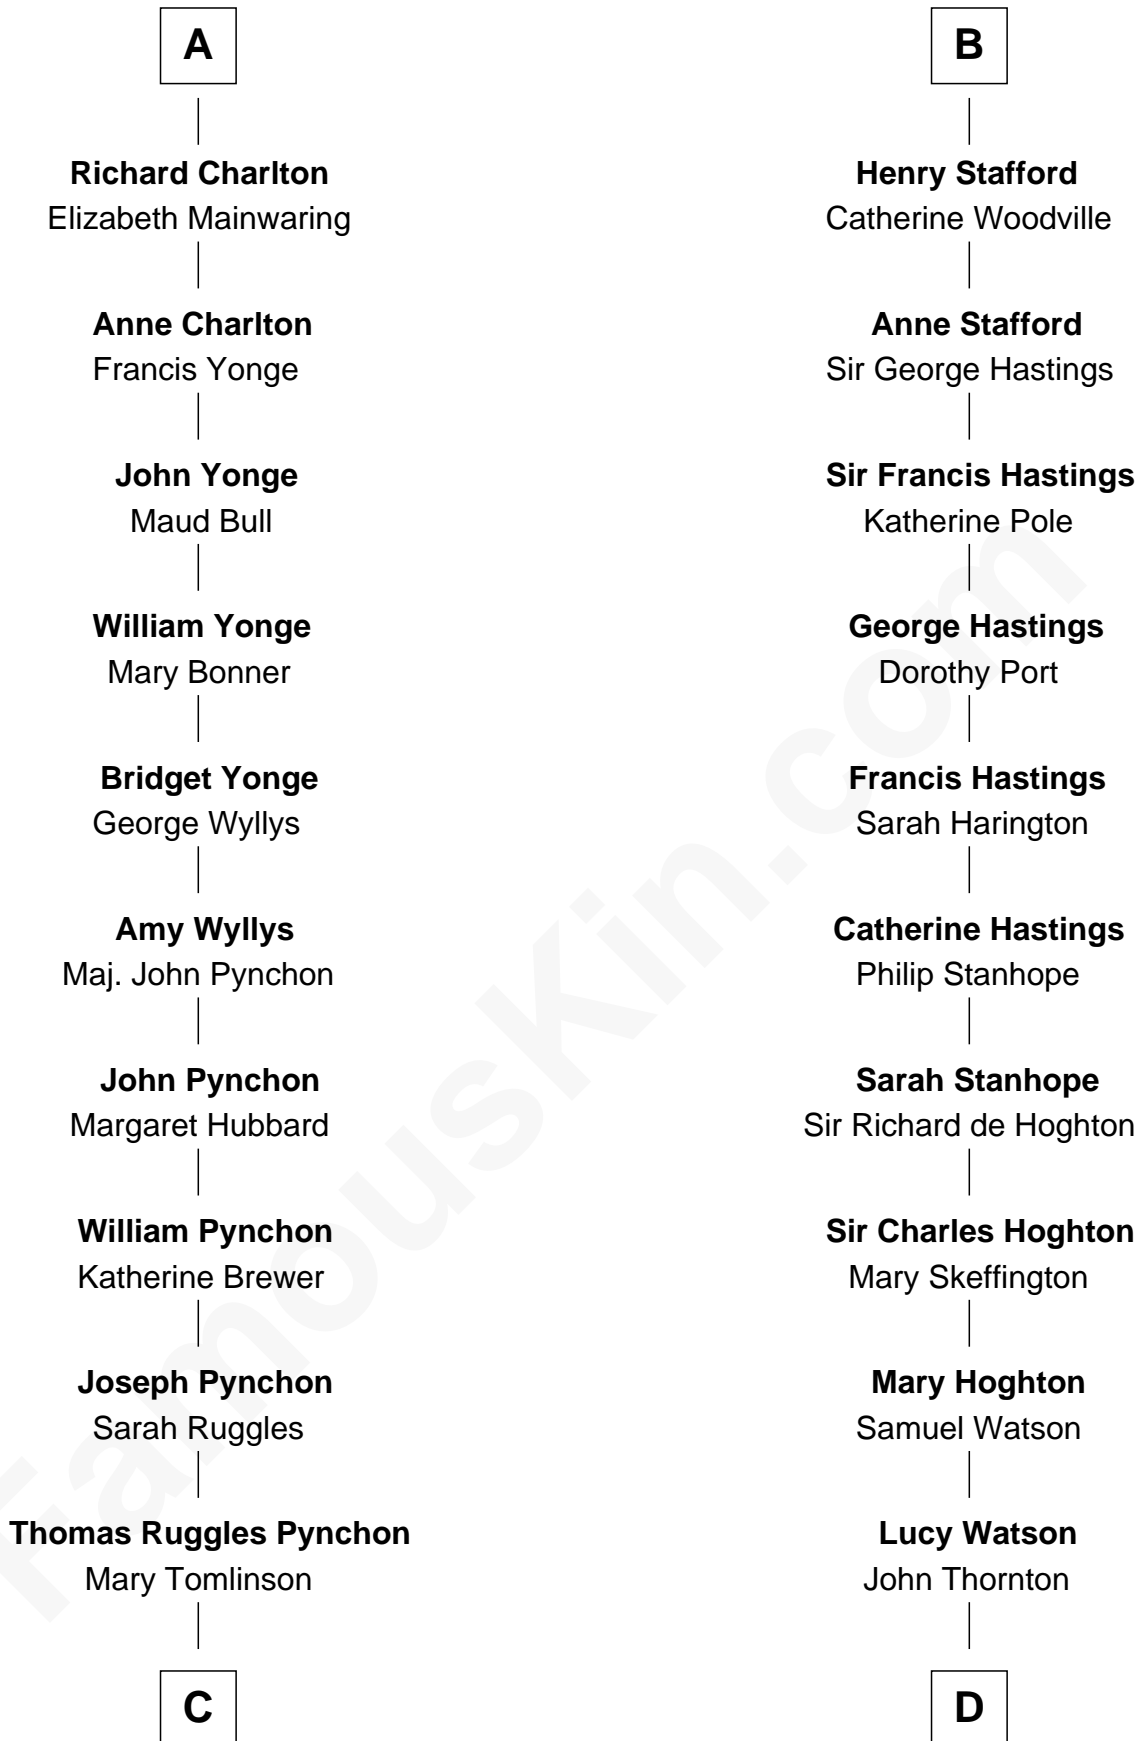 A
Richard Charlton
Elizabeth Mainwaring
Anne Charlton
Francis Yonge
John Yonge
Maud Bull
William Yonge
Mary Bonner
Bridget Yonge
George Wyllys
Amy Wyllys
Maj. John Pynchon
John Pynchon
Margaret Hubbard
William Pynchon
Katherine Brewer
Joseph Pynchon
Sarah Ruggles
Thomas Ruggles Pynchon
Mary Tomlinson
C
B
Henry Stafford
Catherine Woodville
Anne Stafford
Sir George Hastings
Sir Francis Hastings
Katherine Pole
George Hastings
Dorothy Port
Francis Hastings
Sarah Harington
Catherine Hastings
Philip Stanhope
Sarah Stanhope
Sir Richard de Hoghton
Sir Charles Hoghton
Mary Skeffington
Mary Hoghton
Samuel Watson
Lucy Watson
John Thornton
D
FamousKin.com